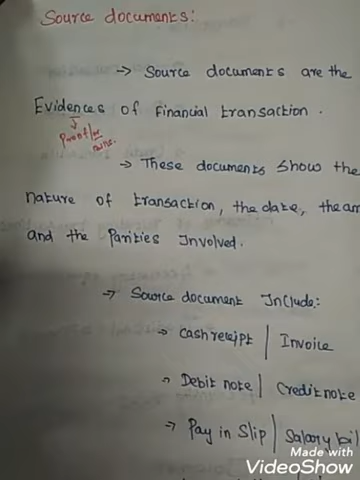 Source documents:
→ Source documents are the
Evidences of Financial transaction.
Proof/or
→ These documents show the
nature of transaction, the date, the am
and the Parities Involved.
→ Source document Include:
→ Cash receipt | Invoice
→ Debit note | Credit note
→ Pay in Slip | Salary bil
Made with
VideoShow